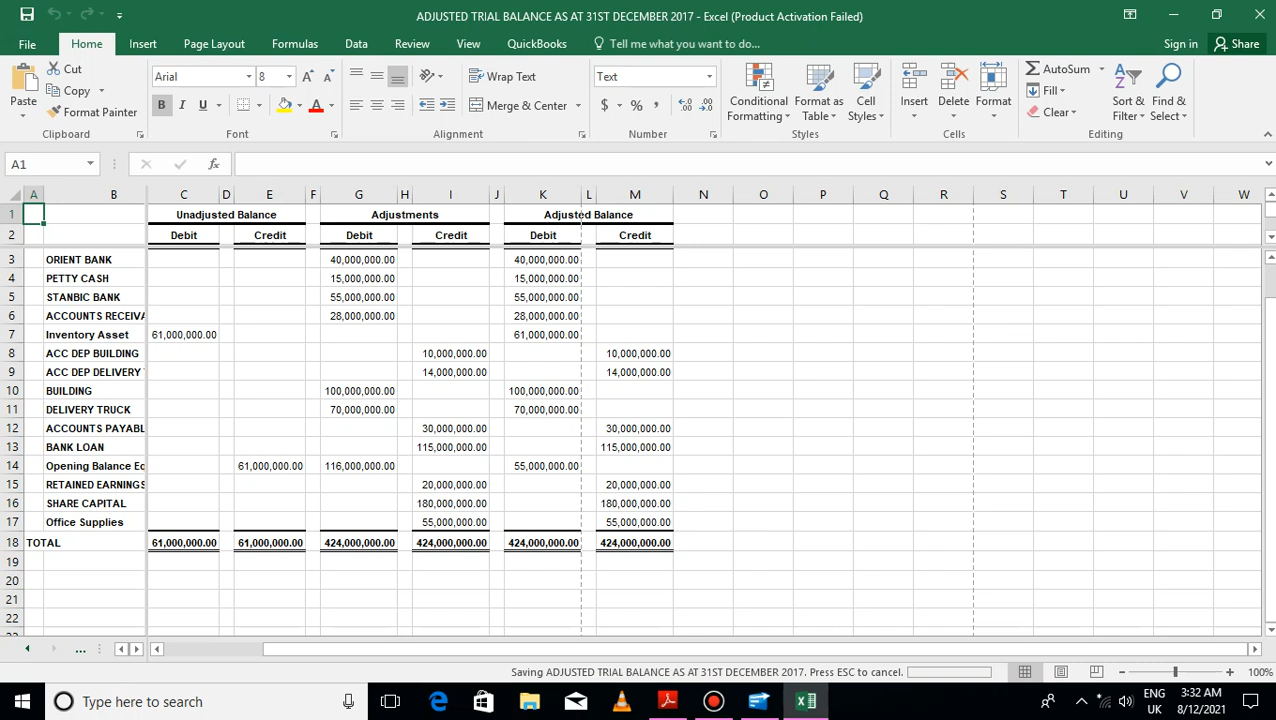 ADJUSTED TRIAL BALANCE AS AT 31ST DECEMBER 2017 - Excel (Product Activation Failed)
File Home Insert Page Layout Formulas Data Review View QuickBooks Tell me what you want to do... Sign in Share
Paste Cut Copy Format Painter Clipboard
Arial 8 B I U A Font
Wrap Text Merge & Center Alignment
Text $ % , Number
Conditional Formatting Format as Table Cell Styles Styles
Insert Delete Format Cells
AutoSum Fill Clear Sort & Filter Find & Select Editing
A1 fx
A B C D E F G H I J K L M N O P Q R S T U V W
1 Unadjusted Balance Adjustments Adjusted Balance
2 Debit Credit Debit Credit Debit Credit
3 ORIENT BANK 40,000,000.00 40,000,000.00
4 PETTY CASH 15,000,000.00 15,000,000.00
5 STANBIC BANK 55,000,000.00 55,000,000.00
6 ACCOUNTS RECEIVA 28,000,000.00 28,000,000.00
7 Inventory Asset 61,000,000.00 61,000,000.00
8 ACC DEP BUILDING 10,000,000.00 10,000,000.00
9 ACC DEP DELIVERY 14,000,000.00 14,000,000.00
10 BUILDING 100,000,000.00 100,000,000.00
11 DELIVERY TRUCK 70,000,000.00 70,000,000.00
12 ACCOUNTS PAYABL 30,000,000.00 30,000,000.00
13 BANK LOAN 115,000,000.00 115,000,000.00
14 Opening Balance Eq 61,000,000.00 116,000,000.00 55,000,000.00
15 RETAINED EARNINGS 20,000,000.00 20,000,000.00
16 SHARE CAPITAL 180,000,000.00 180,000,000.00
17 Office Supplies 55,000,000.00 55,000,000.00
18 TOTAL 61,000,000.00 61,000,000.00 424,000,000.00 424,000,000.00 424,000,000.00 424,000,000.00
19
20
21
22
...
Saving ADJUSTED TRIAL BALANCE AS AT 31ST DECEMBER 2017. Press ESC to cancel. 100%
Type here to search ENG UK 3:32 AM 8/12/2021